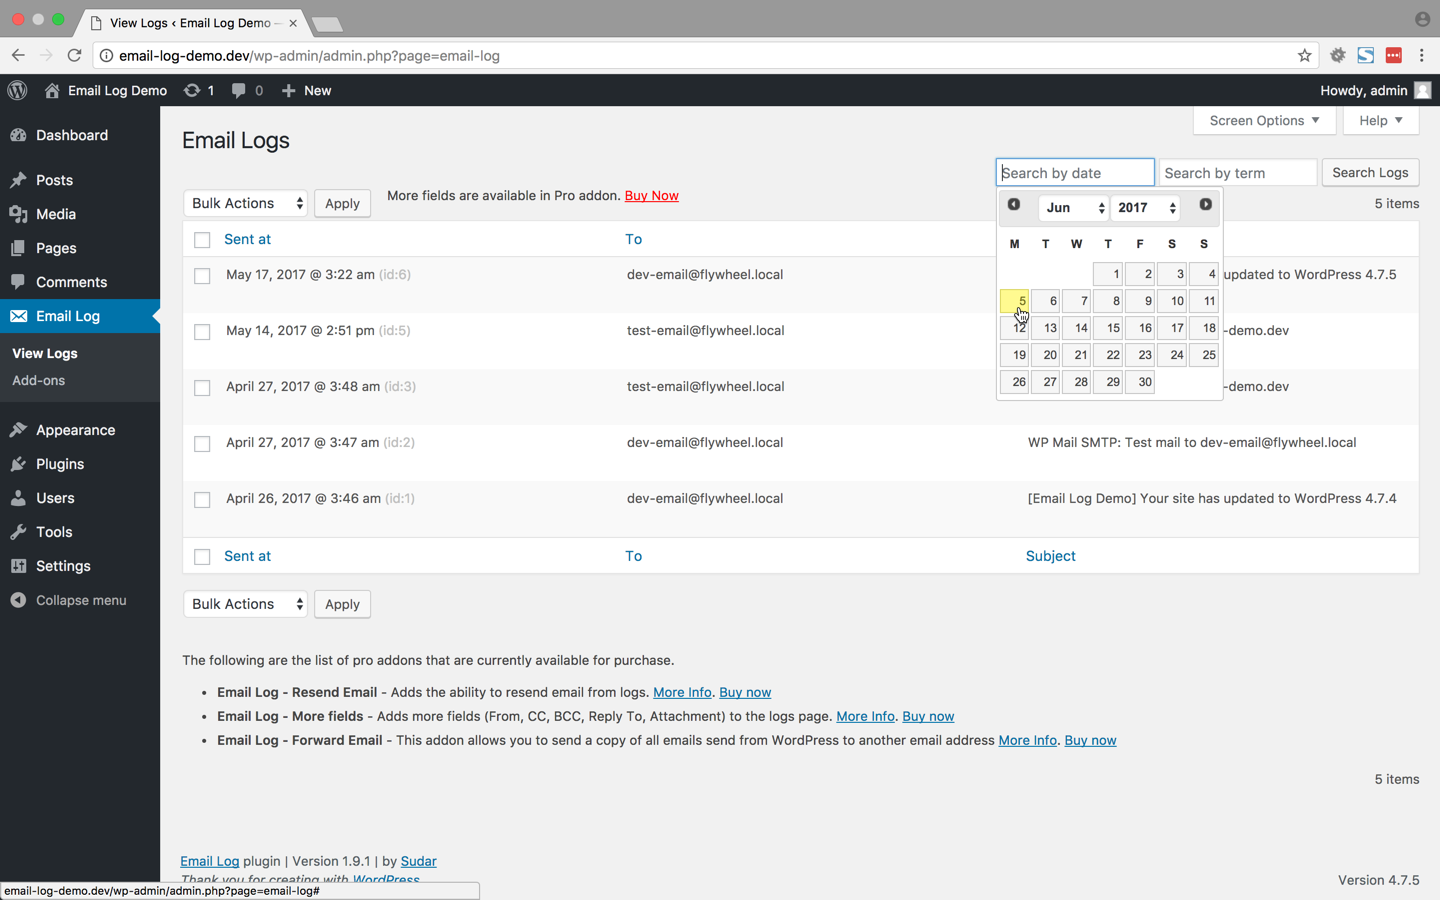 View Logs ‹ Email Log Demo
email-log-demo.dev/wp-admin/admin.php?page=email-log
Email Log Demo 1 0 New Howdy, admin
Screen Options Help
Dashboard
Posts
Media
Pages
Comments
Email Log
View Logs
Add-ons
Appearance
Plugins
Users
Tools
Settings
Collapse menu
Email Logs
Search by date Search by term Search Logs
Bulk Actions Apply More fields are available in Pro addon. Buy Now 5 items
Jun 2017
M T W T F S S
1 2 3 4
5 6 7 8 9 10 11
12 13 14 15 16 17 18
19 20 21 22 23 24 25
26 27 28 29 30
Sent at To
May 17, 2017 @ 3:22 am (id:6) dev-email@flywheel.local updated to WordPress 4.7.5
May 14, 2017 @ 2:51 pm (id:5) test-email@flywheel.local -demo.dev
April 27, 2017 @ 3:48 am (id:3) test-email@flywheel.local -demo.dev
April 27, 2017 @ 3:47 am (id:2) dev-email@flywheel.local WP Mail SMTP: Test mail to dev-email@flywheel.local
April 26, 2017 @ 3:46 am (id:1) dev-email@flywheel.local [Email Log Demo] Your site has updated to WordPress 4.7.4
Sent at To Subject
Bulk Actions Apply
The following are the list of pro addons that are currently available for purchase.
• Email Log - Resend Email - Adds the ability to resend email from logs. More Info. Buy now
• Email Log - More fields - Adds more fields (From, CC, BCC, Reply To, Attachment) to the logs page. More Info. Buy now
• Email Log - Forward Email - This addon allows you to send a copy of all emails send from WordPress to another email address More Info. Buy now
5 items
Email Log plugin | Version 1.9.1 | by Sudar
Thank you for creating with WordPress
Version 4.7.5
email-log-demo.dev/wp-admin/admin.php?page=email-log#